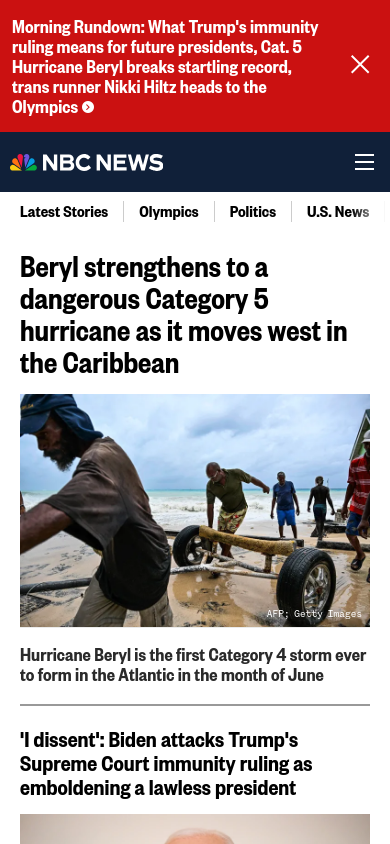 Morning Rundown: What Trump's immunity
ruling means for future presidents, Cat. 5
Hurricane Beryl breaks startling record,
trans runner Nikki Hiltz heads to the
Olympics
NBC NEWS
Latest Stories
Olympics
Politics
U.S. News
Beryl strengthens to a
dangerous Category 5
hurricane as it moves west in
the Caribbean
AFP; Getty Images
Hurricane Beryl is the first Category 4 storm ever
to form in the Atlantic in the month of June
'I dissent': Biden attacks Trump's
Supreme Court immunity ruling as
emboldening a lawless president